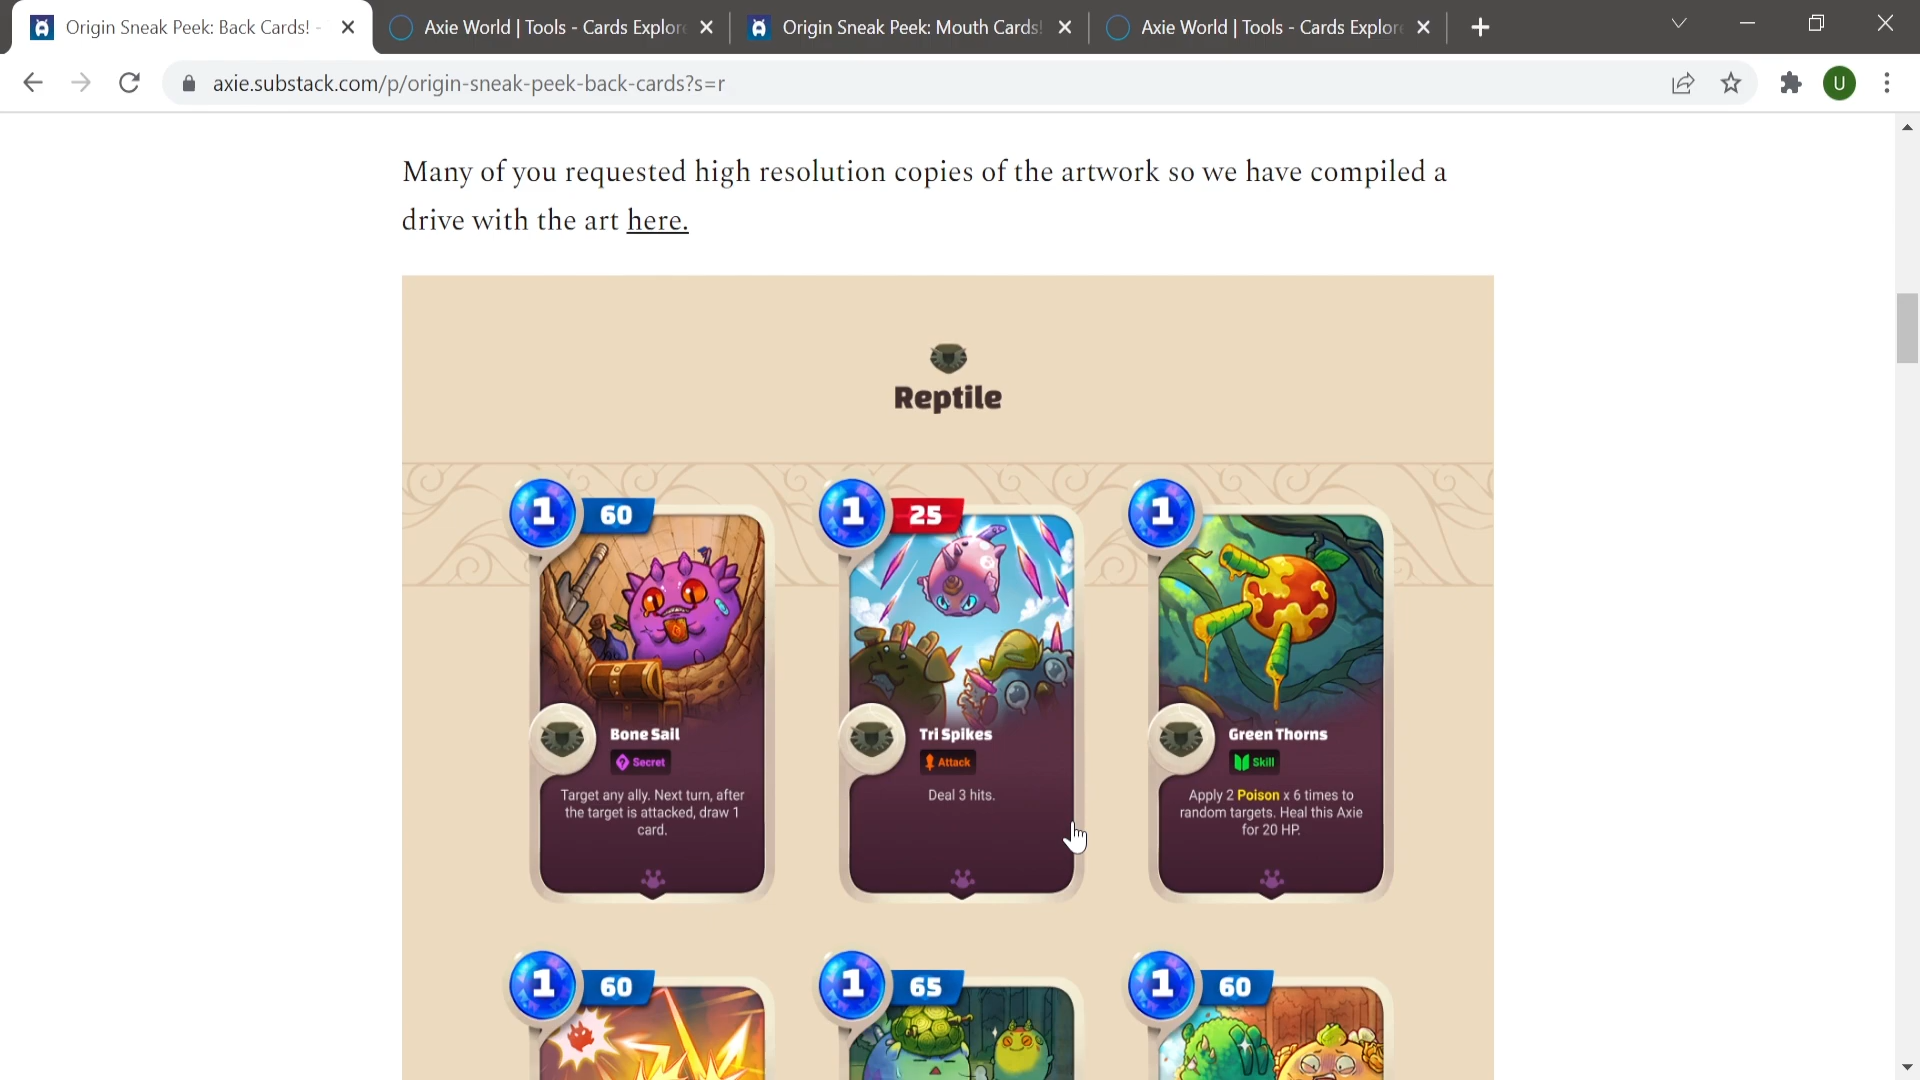 Origin Sneak Peek: Back Cards! -
Axie World | Tools - Cards Explore
Origin Sneak Peek: Mouth Cards!
Axie World | Tools - Cards Explore
axie.substack.com/p/origin-sneak-peek-back-cards?s=r
U
Many of you requested high resolution copies of the artwork so we have compiled a
drive with the art here.
Reptile
1 60
Bone Sail
Secret
Target any ally. Next turn, after
the target is attacked, draw 1
card.
1 25
Tri Spikes
Attack
Deal 3 hits.
1
Green Thorns
Skill
Apply 2 Poison x 6 times to
random targets. Heal this Axie
for 20 HP.
1 60
1 65
1 60